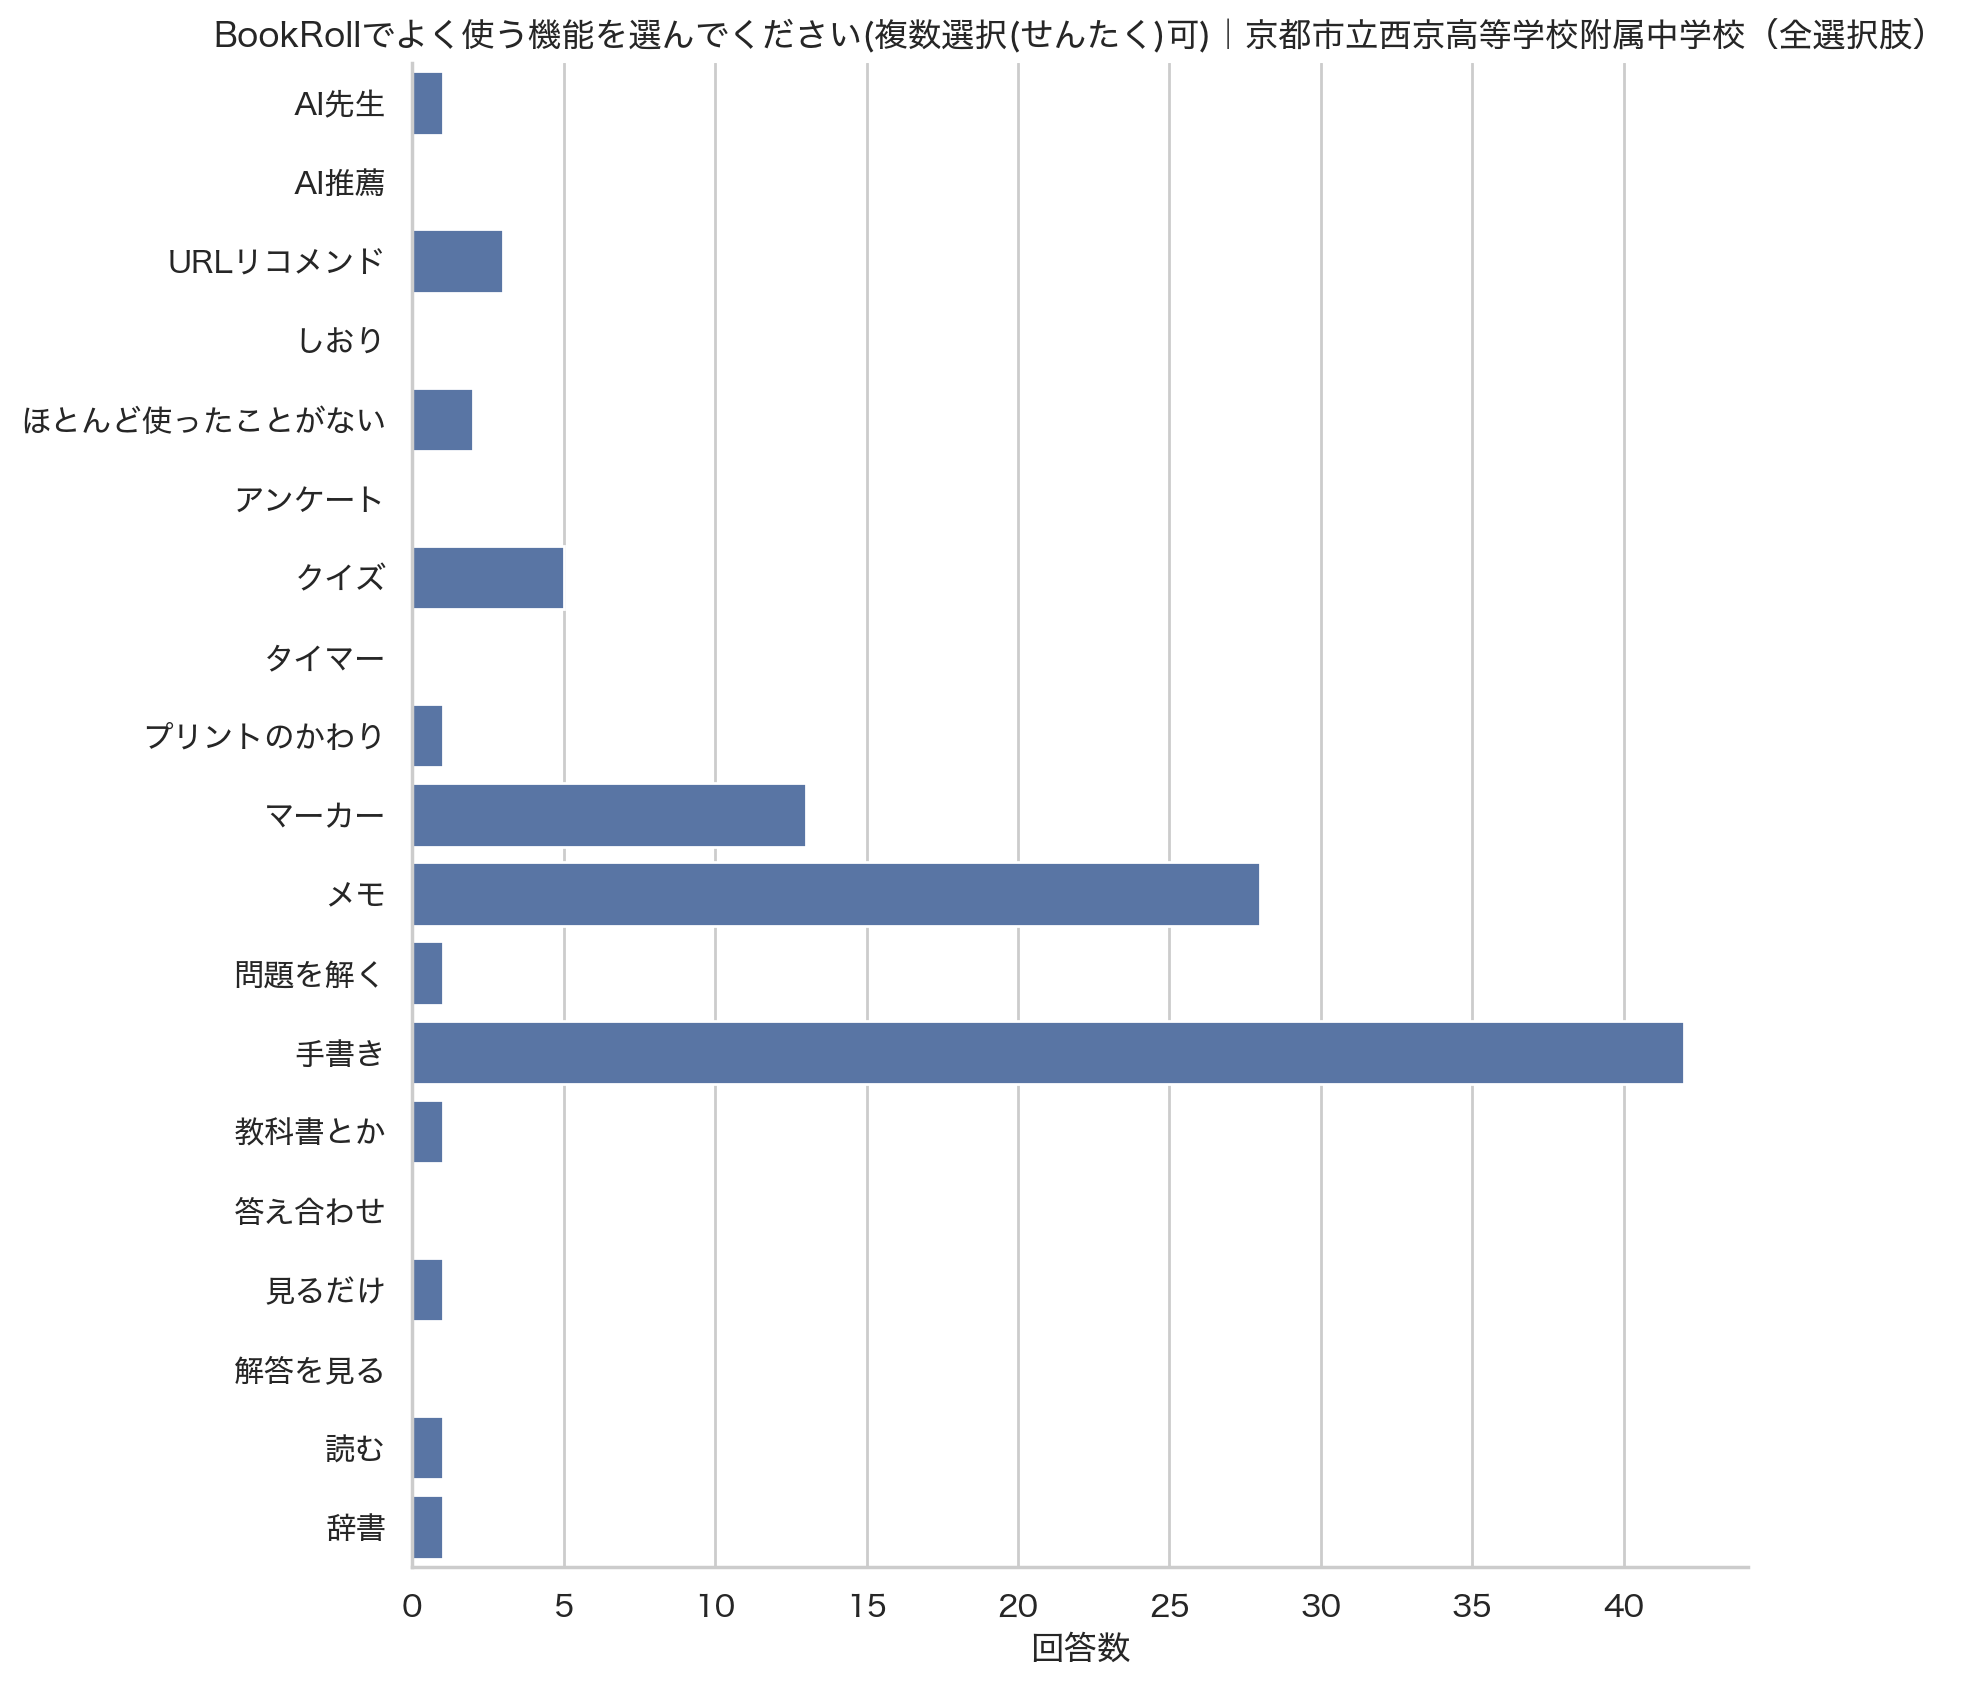 BookRollでよく使う機能を選んでください(複数選択(せんたく)可)｜京都市立西京高等学校附属中学校（全選択肢）
AI先生
AI推薦
URLリコメンド
しおり
ほとんど使ったことがない
アンケート
クイズ
タイマー
プリントのかわり
マーカー
メモ
問題を解く
手書き
教科書とか
答え合わせ
見るだけ
解答を見る
読む
辞書
0 5 10 15 20 25 30 35 40
回答数